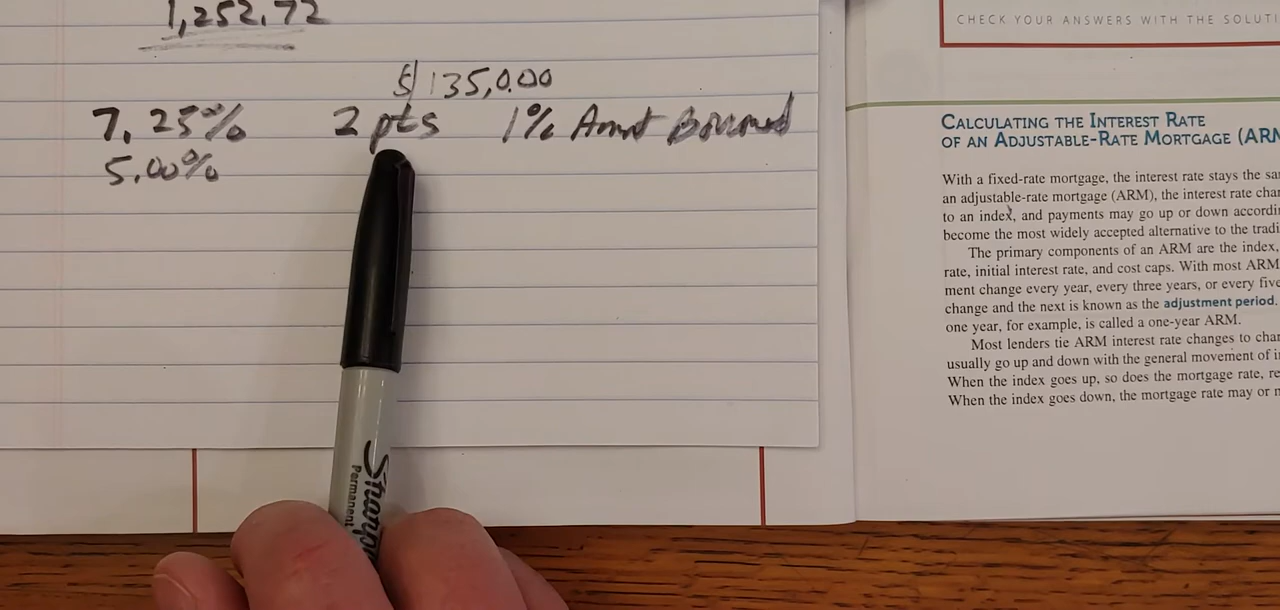 1,252.72
$135,000
7.25% 2 pts 1% Amnt Borrowed
5.00%
Sharpie
Permanent
CHECK YOUR ANSWERS WITH THE SOLUTI
CALCULATING THE INTEREST RATE
OF AN ADJUSTABLE-RATE MORTGAGE (ARM
With a fixed-rate mortgage, the interest rate stays the sa
an adjustable-rate mortgage (ARM), the interest rate chan
to an index, and payments may go up or down accordin
become the most widely accepted alternative to the tradi
The primary components of an ARM are the index,
rate, initial interest rate, and cost caps. With most ARM
ment change every year, every three years, or every five
change and the next is known as the adjustment period.
one year, for example, is called a one-year ARM.
Most lenders tie ARM interest rate changes to chan
usually go up and down with the general movement of i
When the index goes up, so does the mortgage rate, re
When the index goes down, the mortgage rate may or n